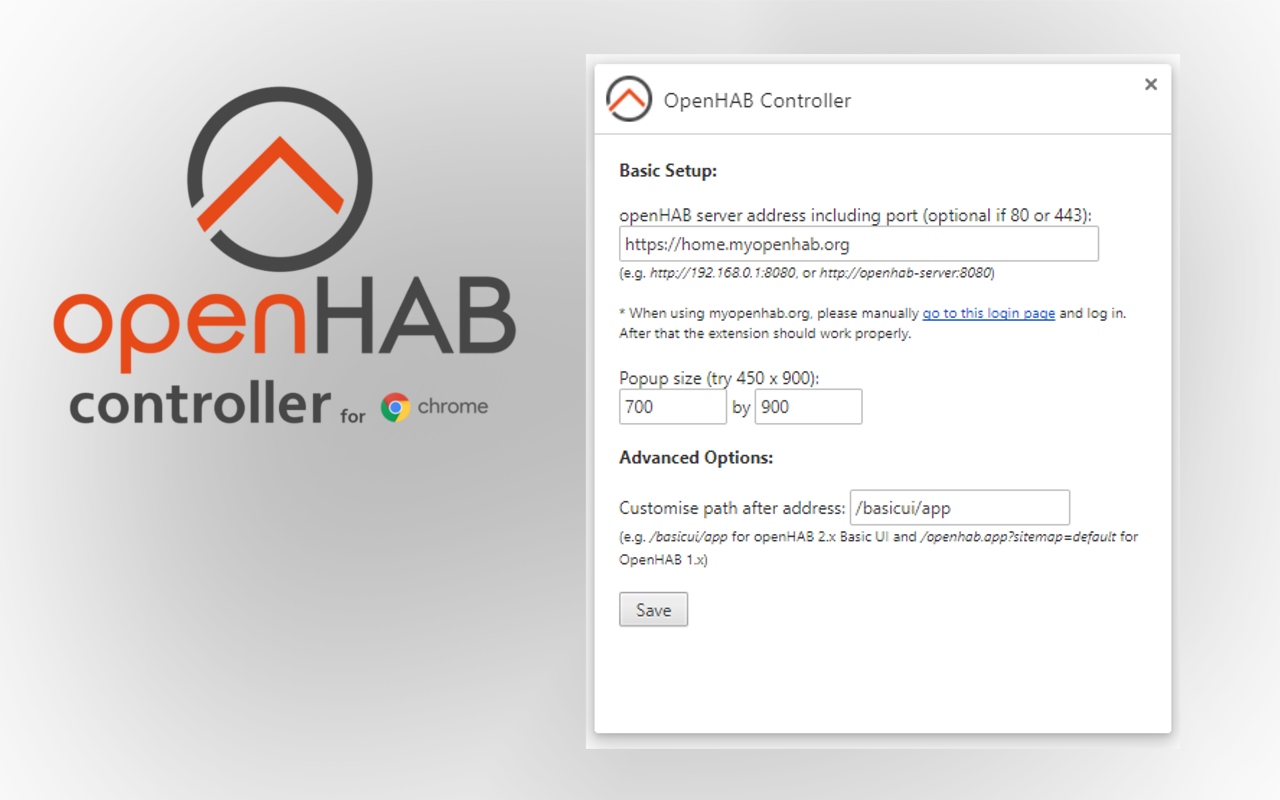 openHAB
controller for chrome
OpenHAB Controller
Basic Setup:
openHAB server address including port (optional if 80 or 443):
https://home.myopenhab.org
(e.g. http://192.168.0.1:8080, or http://openhab-server:8080)
* When using myopenhab.org, please manually go to this login page and log in.
After that the extension should work properly.
Popup size (try 450 x 900):
700 by 900
Advanced Options:
Customise path after address: /basicui/app
(e.g. /basicui/app for openHAB 2.x Basic UI and /openhab.app?sitemap=default for
OpenHAB 1.x)
Save